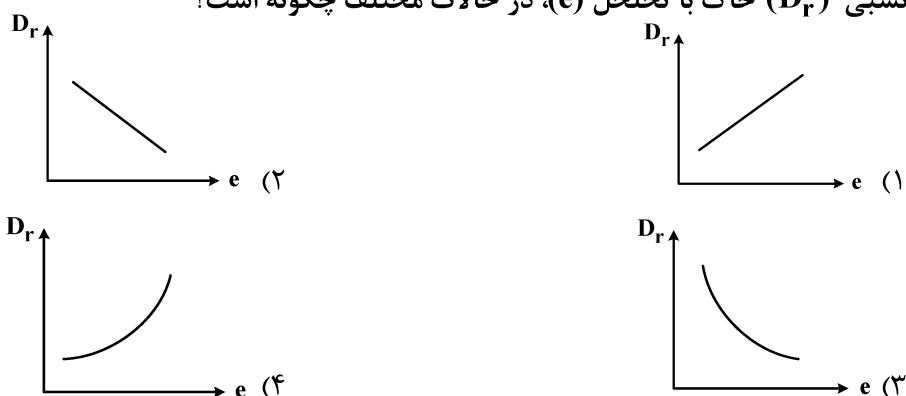 نسبی (Dr) خاک با تخلخل (e)، در حالات مختلف چگونه است؟
Dr
e (۱
Dr
e (۲
Dr
e (۳
Dr
e (۴